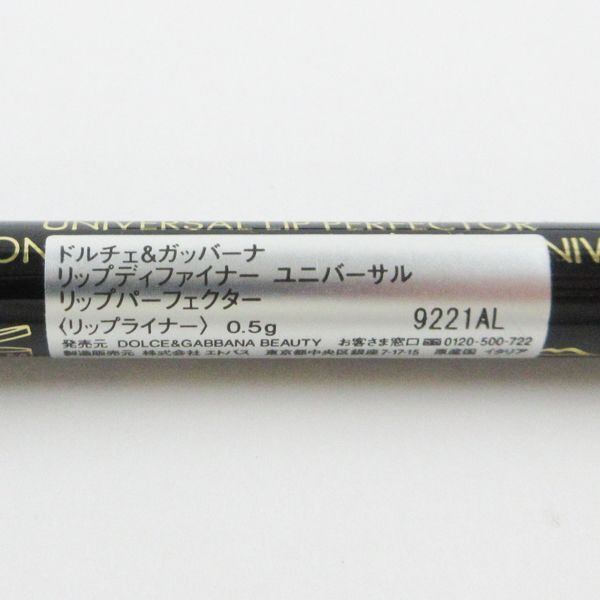 UNIVERSAL LIP PERFECTOR
ON
NIV
ドルチェ&ガッバーナ
リップディファイナー ユニバーサル
リップパーフェクター
〈リップライナー〉 0.5g
9221AL
発売元 DOLCE&GABBANA BEAUTY お客さま窓口 0120-500-722
製造販売元 株式会社 エトバス 東京都中央区銀座7-17-15 原産国 イタリア